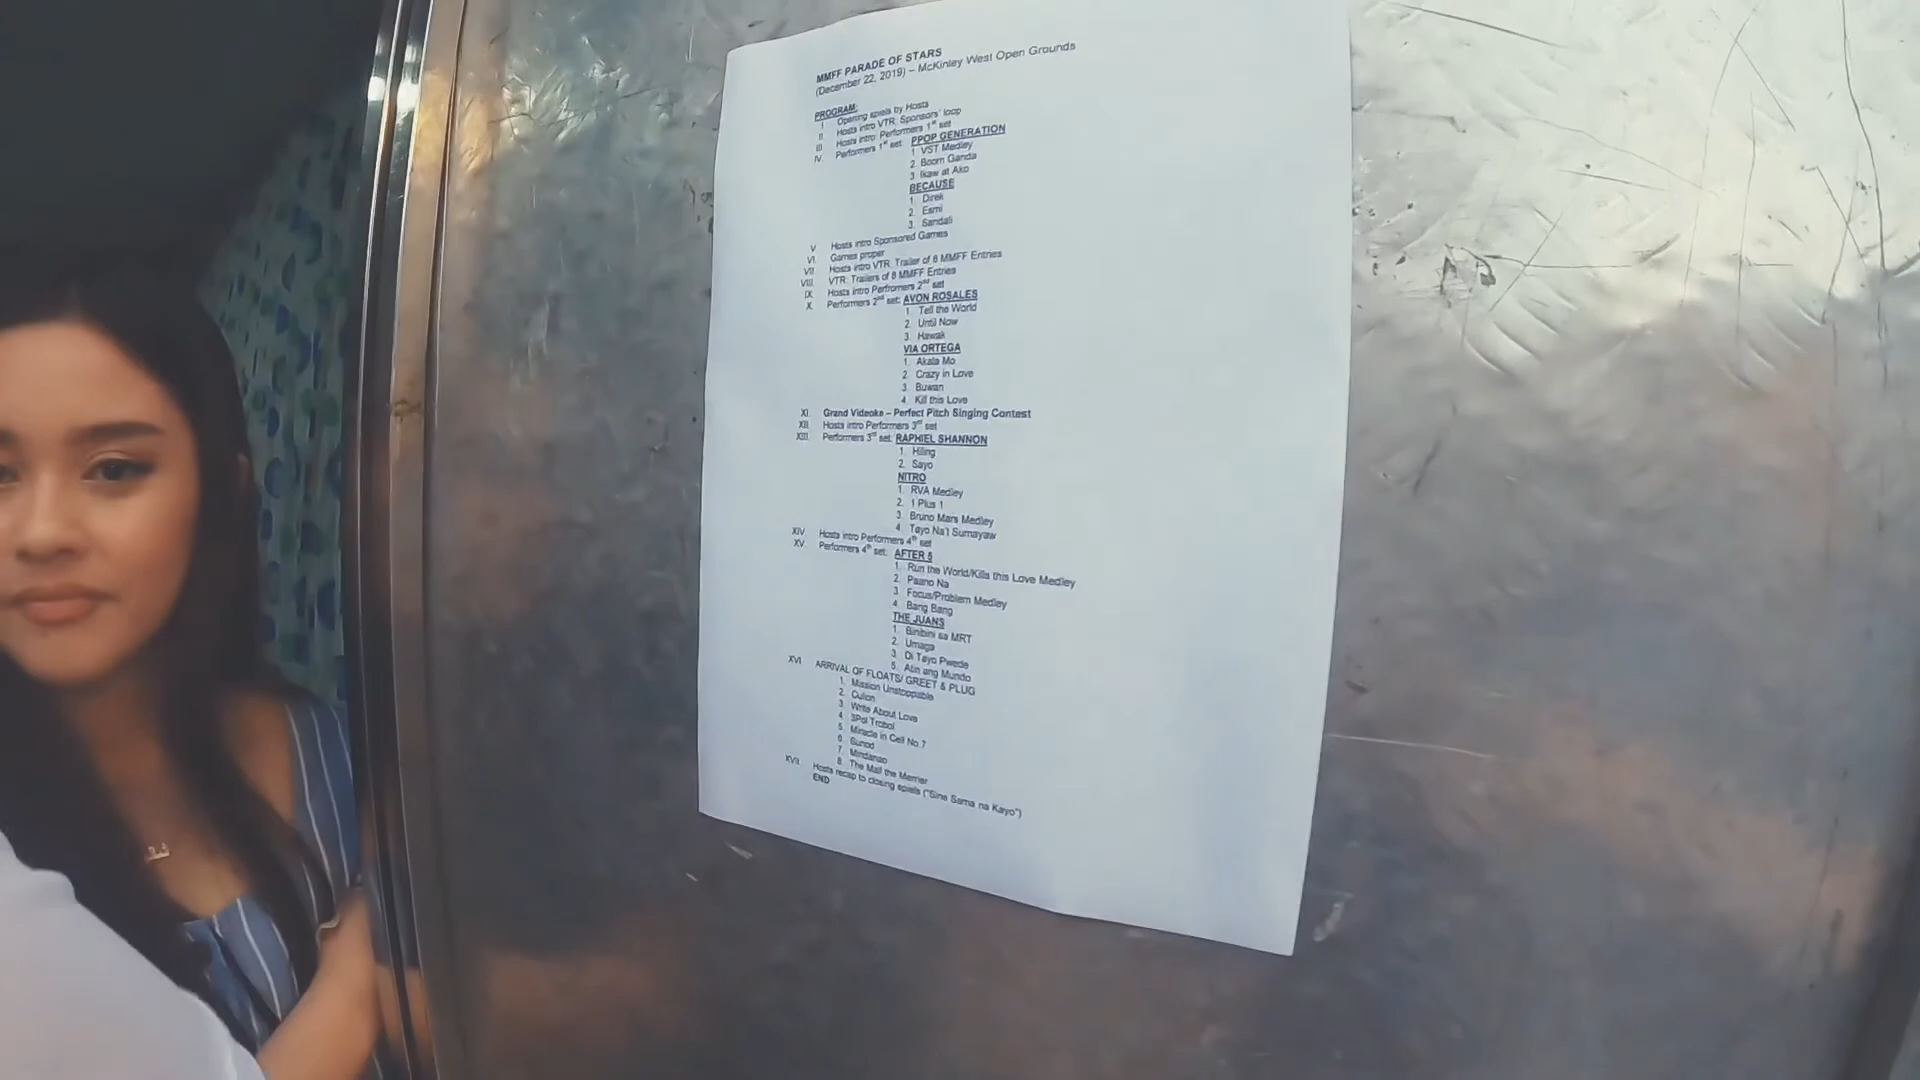 MMFF PARADE OF STARS
(December 22, 2019) – McKinley West Open Grounds
PROGRAM:
I Opening spiels by Hosts
II Hosts intro VTR: Sponsors' loop
III Hosts intro: Performers 1st set
IV. Performers 1st set: PPOP GENERATION
1 VST Medley
2. Boom Ganda
3. Ikaw at Ako
BECAUSE
1. Direk
2. Esmi
3. Sandali
V Hosts intro Sponsored Games
VI Games proper
VII Hosts intro VTR: Trailer of 8 MMFF Entries
VIII. VTR: Trailers of 8 MMFF Entries
IX. Hosts intro Perfromers 2nd set
X. Performers 2nd set: AVON ROSALES
1. Tell the World
2. Until Now
3. Hawak
VIA ORTEGA
1. Akala Mo
2. Crazy in Love
3. Buwan
4. Kill this Love
XI. Grand Videoke – Perfect Pitch Singing Contest
XII. Hosts intro Performers 3rd set
XIII. Performers 3rd set: RAPHIEL SHANNON
1. Hiling
2. Sayo
NITRO
1. RVA Medley
2. 1 Plus 1
3. Bruno Mars Medley
4. Tayo Na't Sumayaw
XIV. Hosts intro Performers 4th set
XV. Performers 4th set: AFTER 5
1. Run the World/Kills this Love Medley
2. Paano Na
3. Focus/Problem Medley
4. Bang Bang
THE JUANS
1. Binibini sa MRT
2. Umaga
3. Di Tayo Pwede
5. Atin ang Mundo
XVI ARRIVAL OF FLOATS/ GREET & PLUG
1. Mission Unstoppable
2. Culion
3. Write About Love
4. 3Pol Trobol
5. Miracle in Cell No.7
6. Sunod
7. Mindanao
8. The Mall the Merrier
XVII. Hosts recap to closing spiels ("Sine Sama na Kayo")
END